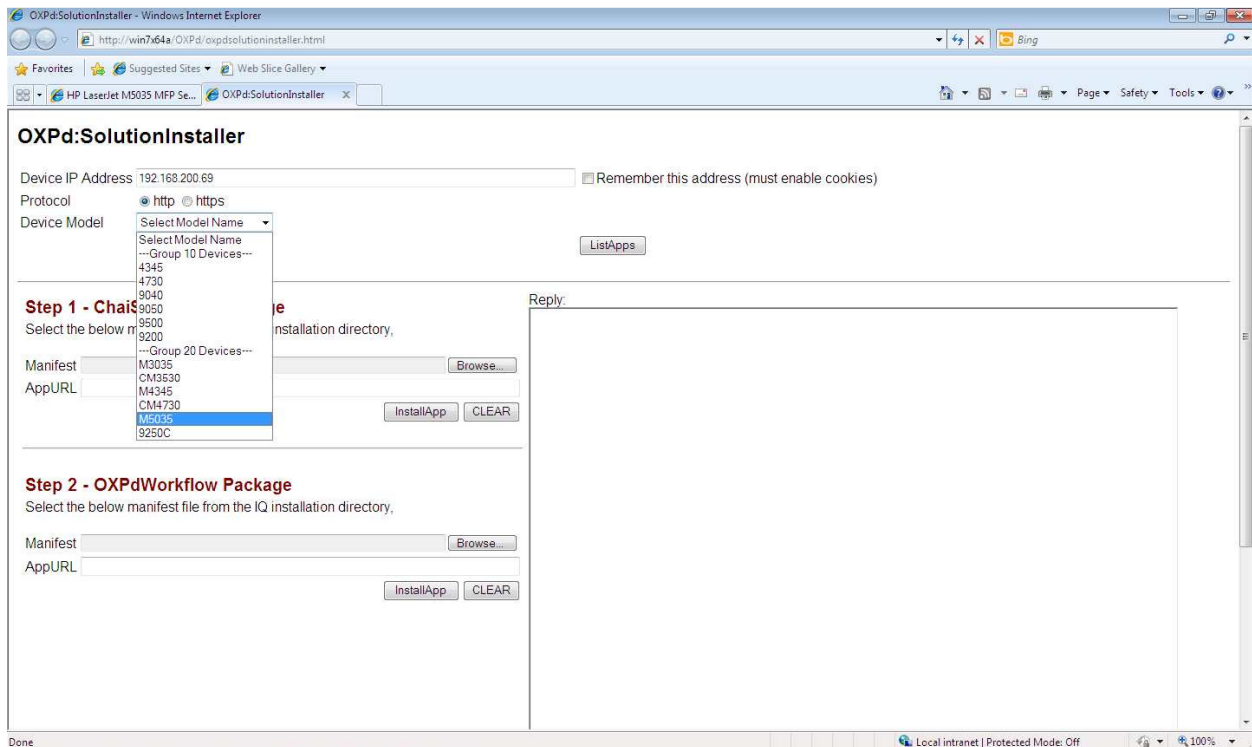 OXPd:SolutionInstaller - Windows Internet Explorer
http://win7x64a/OXPd/oxpdsolutioninstaller.html
Bing
Favorites
Suggested Sites
Web Slice Gallery
HP LaserJet M5035 MFP Se...
OXPd:SolutionInstaller
X
Page
Safety
Tools
OXPd:SolutionInstaller
Device IP Address 192.168.200.69
Remember this address (must enable cookies)
Protocol
http
https
Device Model
Select Model Name
Select Model Name
---Group 10 Devices---
4345
4730
9040
9050
9500
9200
---Group 20 Devices---
M3035
CM3530
M4345
CM4730
M5035
9250C
ListApps
Step 1 - Chai
Select the below
nstallation directory,
Manifest
Browse...
AppURL
InstallApp
CLEAR
Reply:
Step 2 - OXPdWorkflow Package
Select the below manifest file from the IQ installation directory,
Manifest
Browse...
AppURL
InstallApp
CLEAR
Done
Local intranet | Protected Mode: Off
100%